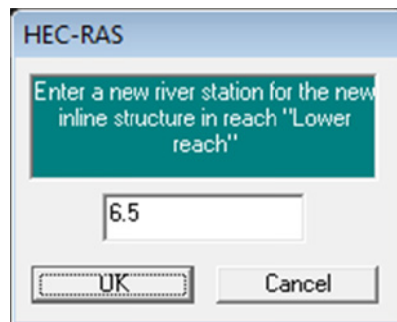 HEC-RAS
Enter a new river station for the new
inline structure in reach "Lower
reach"
6.5
OK
Cancel